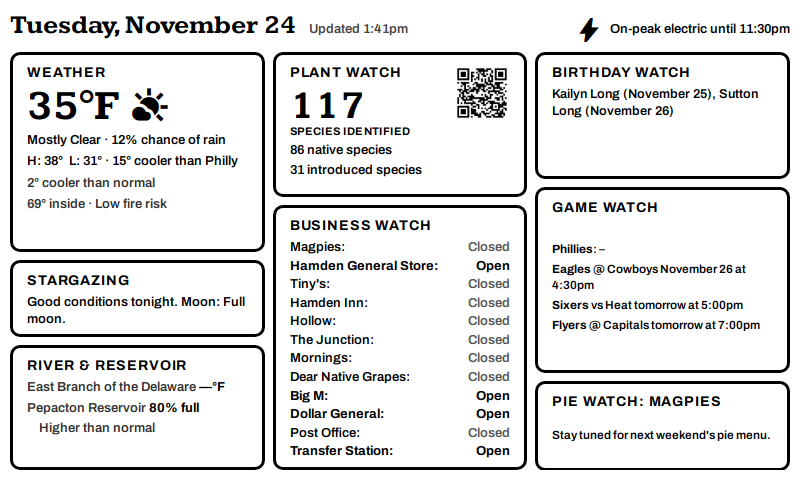 Tuesday, November 24 Updated 1:41pm
On-peak electric until 11:30pm
WEATHER
35°F
Mostly Clear · 12% chance of rain
H: 38° L: 31° · 15° cooler than Philly
2° cooler than normal
69° inside · Low fire risk
STARGAZING
Good conditions tonight. Moon: Full
moon.
RIVER & RESERVOIR
East Branch of the Delaware —°F
Pepacton Reservoir 80% full
Higher than normal
PLANT WATCH
117
SPECIES IDENTIFIED
86 native species
31 introduced species
BUSINESS WATCH
Magpies: Closed
Hamden General Store: Open
Tiny's: Closed
Hamden Inn: Closed
Hollow: Closed
The Junction: Closed
Mornings: Closed
Dear Native Grapes: Closed
Big M: Open
Dollar General: Open
Post Office: Closed
Transfer Station: Open
BIRTHDAY WATCH
Kailyn Long (November 25), Sutton
Long (November 26)
GAME WATCH
Phillies: –
Eagles @ Cowboys November 26 at
4:30pm
Sixers vs Heat tomorrow at 5:00pm
Flyers @ Capitals tomorrow at 7:00pm
PIE WATCH: MAGPIES
Stay tuned for next weekend's pie menu.